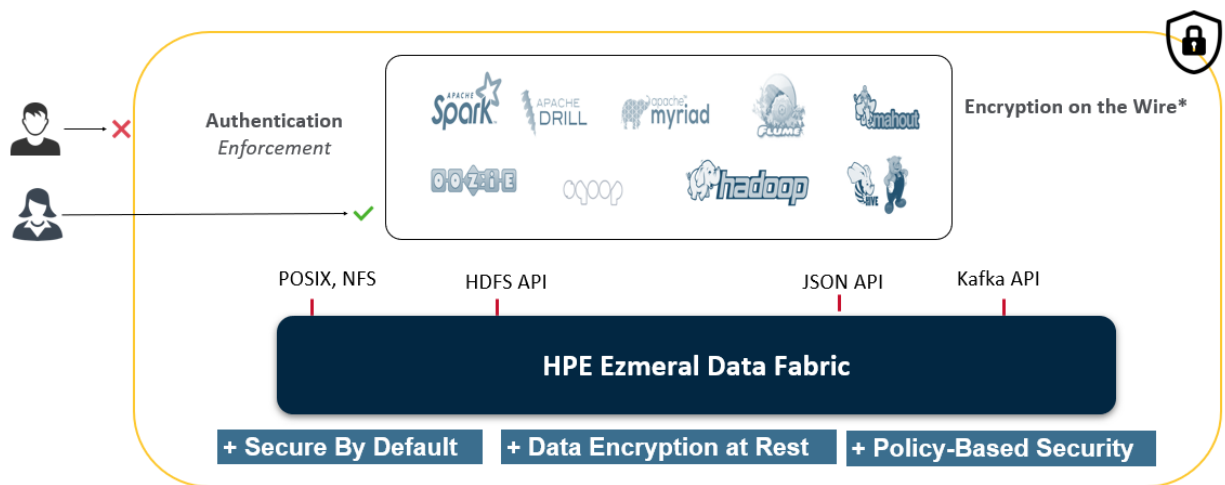 Authentication
Enforcement
APACHE
Spark
APACHE
DRILL
apache
myriad
FLUME
mahout
Encryption on the Wire*
OOZIE
sqoop
hadoop
HIVE
POSIX, NFS
HDFS API
JSON API
Kafka API
HPE Ezmeral Data Fabric
+ Secure By Default
+ Data Encryption at Rest
+ Policy-Based Security